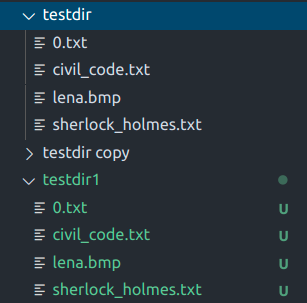 testdir
0.txt
civil_code.txt
lena.bmp
sherlock_holmes.txt
testdir copy
testdir1
0.txt U
civil_code.txt U
lena.bmp U
sherlock_holmes.txt U